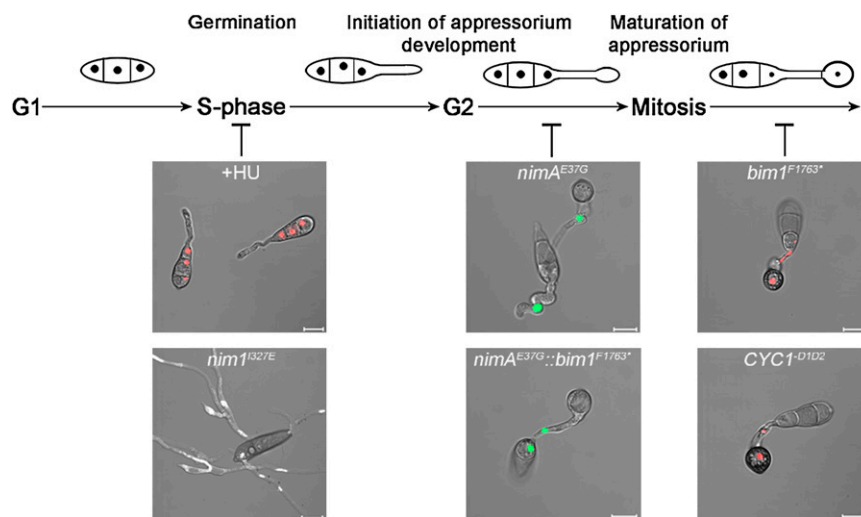 Germination
Initiation of appressorium
development
Maturation of
appressorium
G1
S-phase
G2
Mitosis
+HU
nimA^E37G
bim1^F1763*
nim1^I327E
nimA^E37G::bim1^F1763*
CYC1^-D1D2